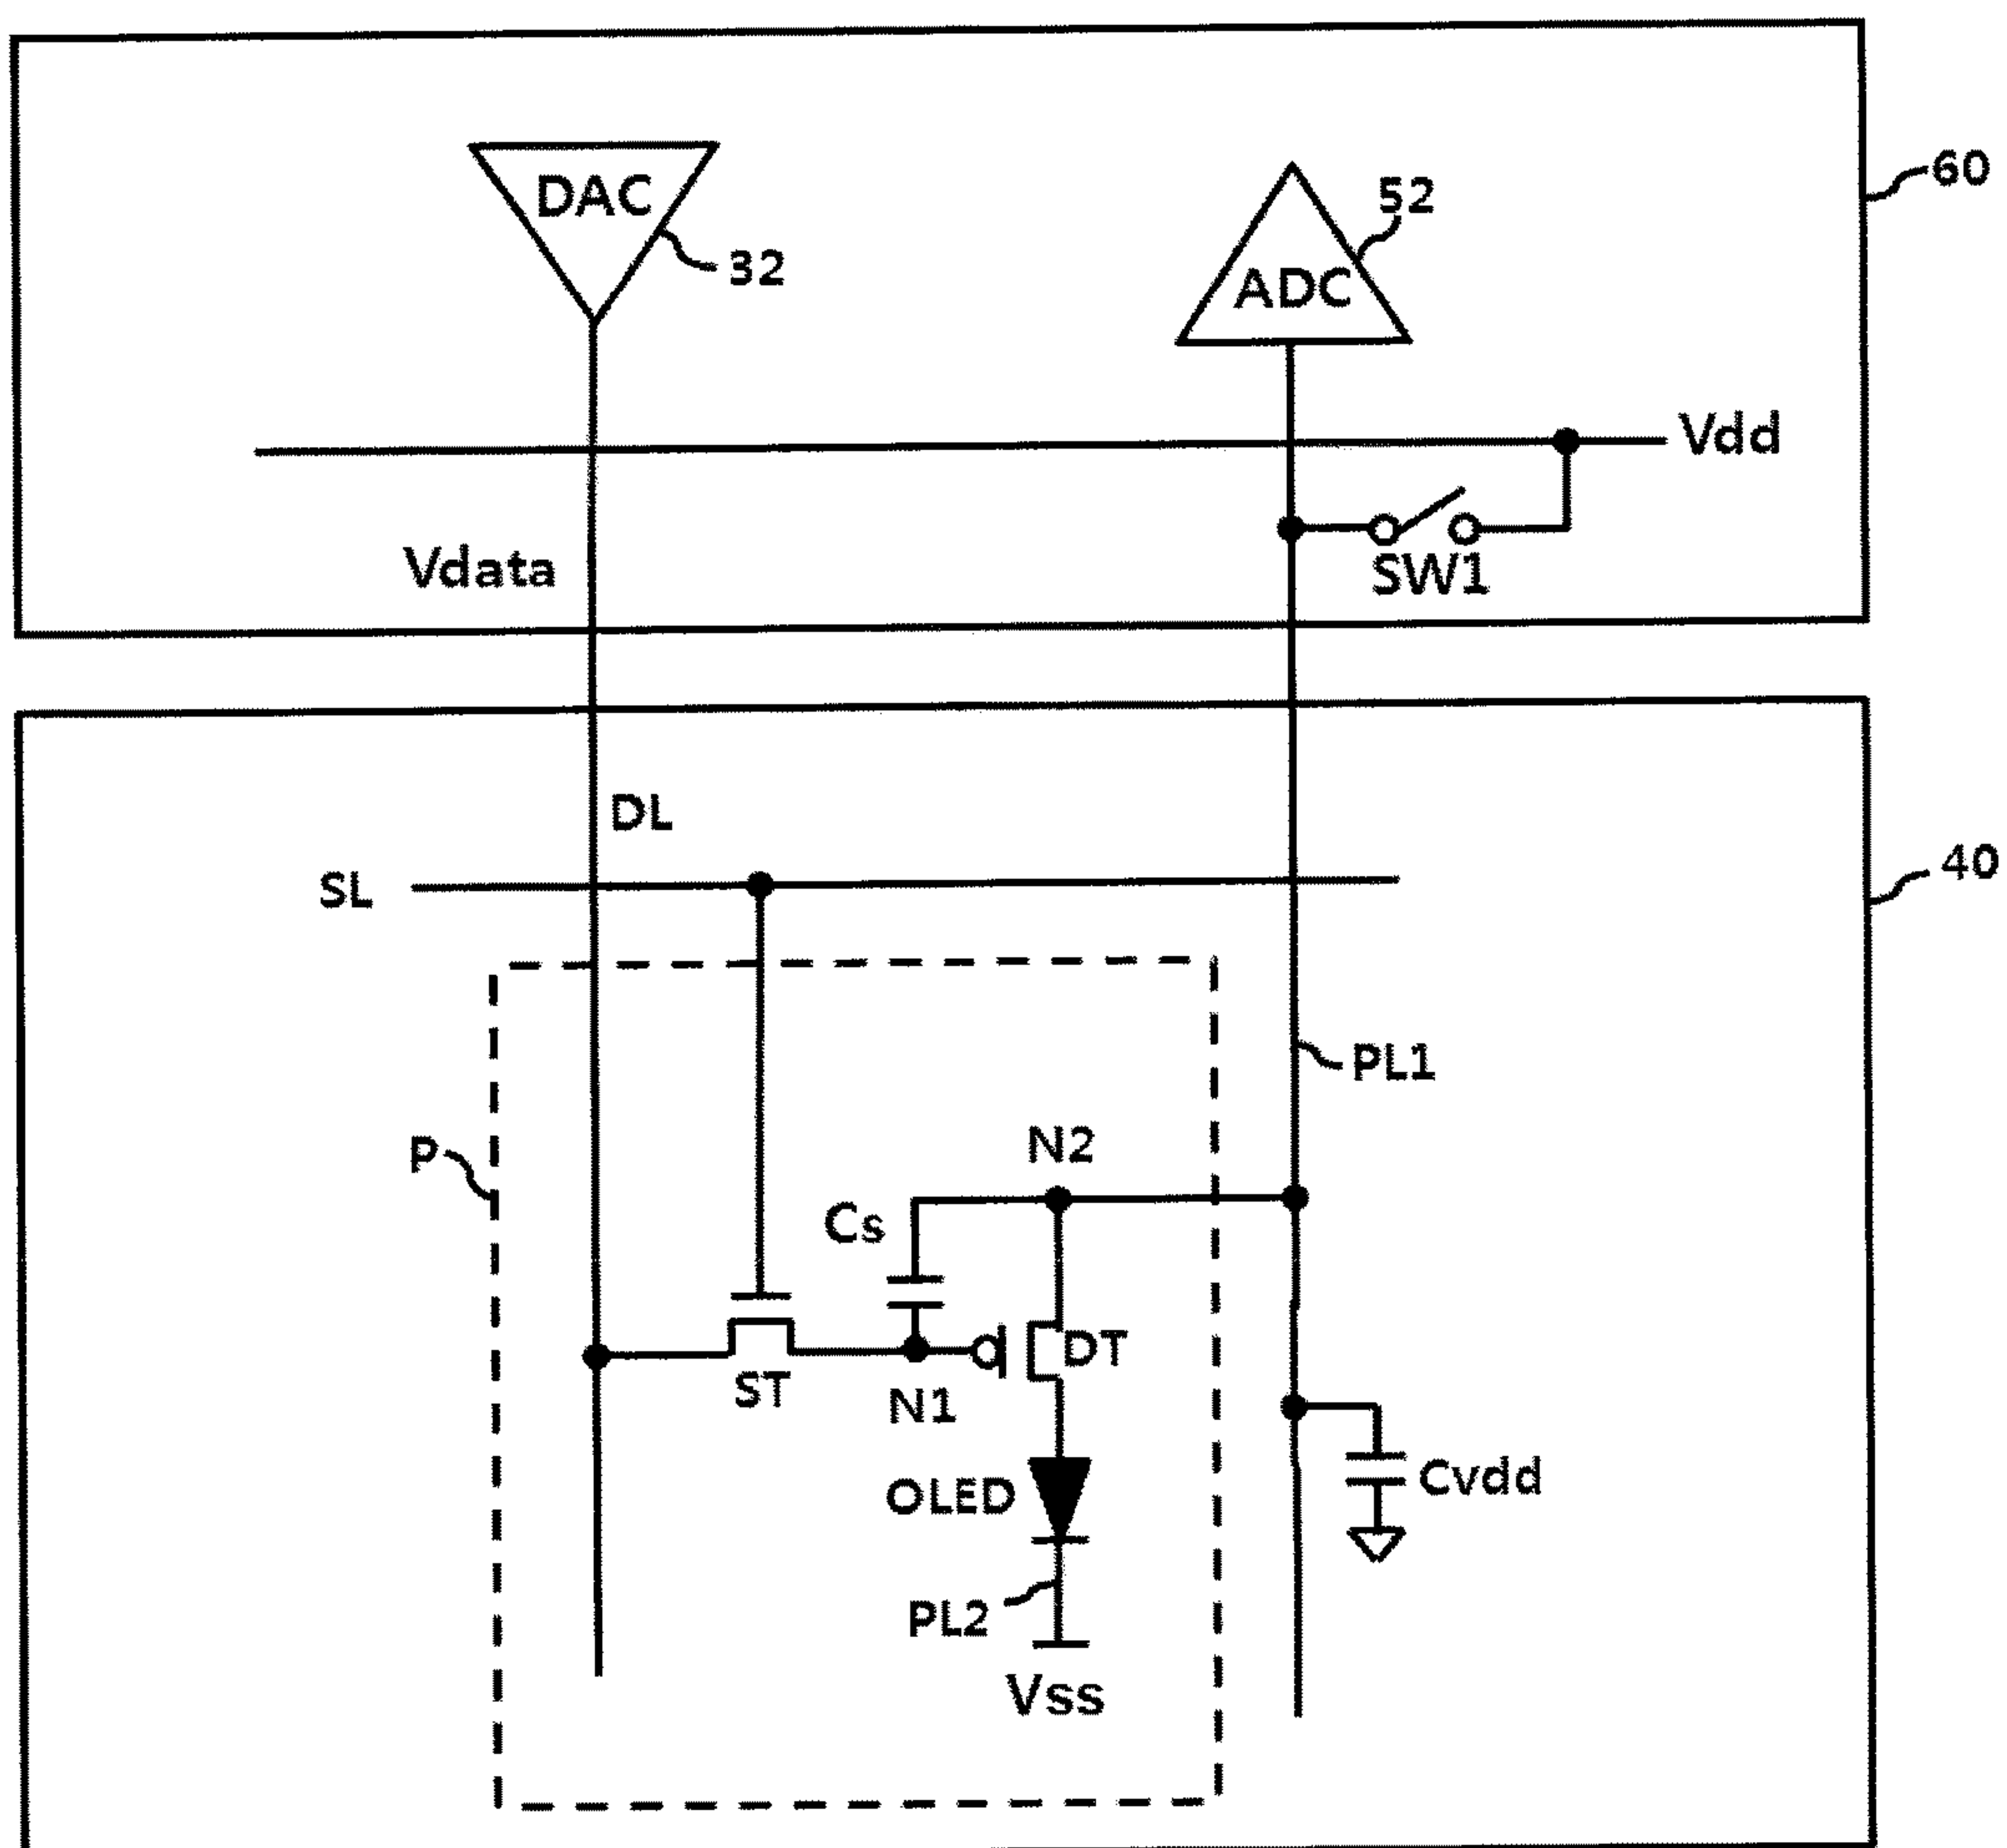 DAC
32
ADC
52
60
Vdd
SW1
Vdata
DL
SL
40
PL1
P
N2
Cs
DT
ST
N1
OLED
Cvdd
PL2
Vss